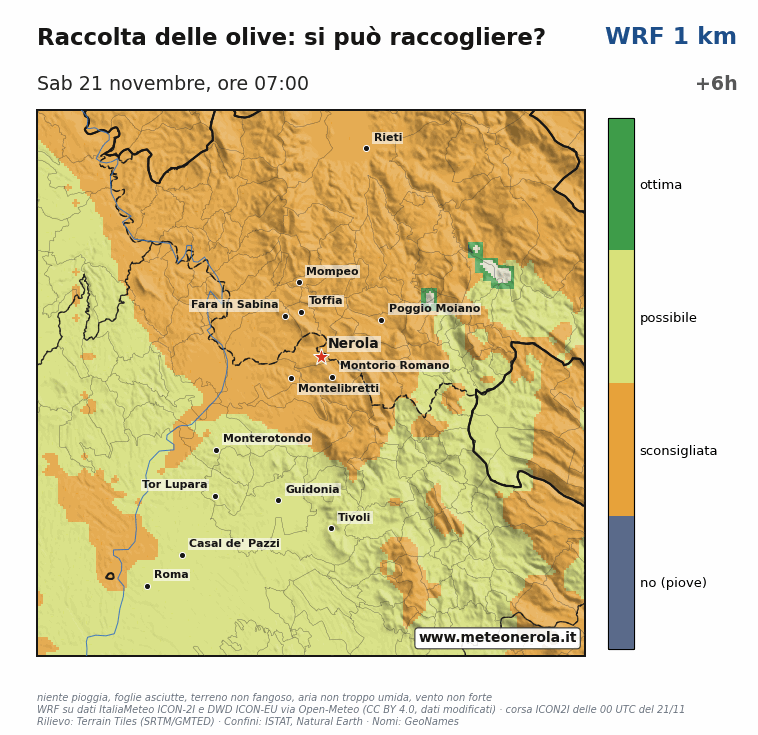 Raccolta delle olive: si può raccogliere?
WRF 1 km
Sab 21 novembre, ore 07:00
+6h
Rieti
Mompeo
Fara in Sabina
Toffia
Poggio Moiano
Nerola
Montorio Romano
Montelibretti
Monterotondo
Tor Lupara
Guidonia
Tivoli
Casal de' Pazzi
Roma
www.meteonerola.it
ottima
possibile
sconsigliata
no (piove)
niente pioggia, foglie asciutte, terreno non fangoso, aria non troppo umida, vento non forte
WRF su dati ItaliaMeteo ICON-2I e DWD ICON-EU via Open-Meteo (CC BY 4.0, dati modificati) · corsa ICON2I delle 00 UTC del 21/11
Rilievo: Terrain Tiles (SRTM/GMTED) · Confini: ISTAT, Natural Earth · Nomi: GeoNames